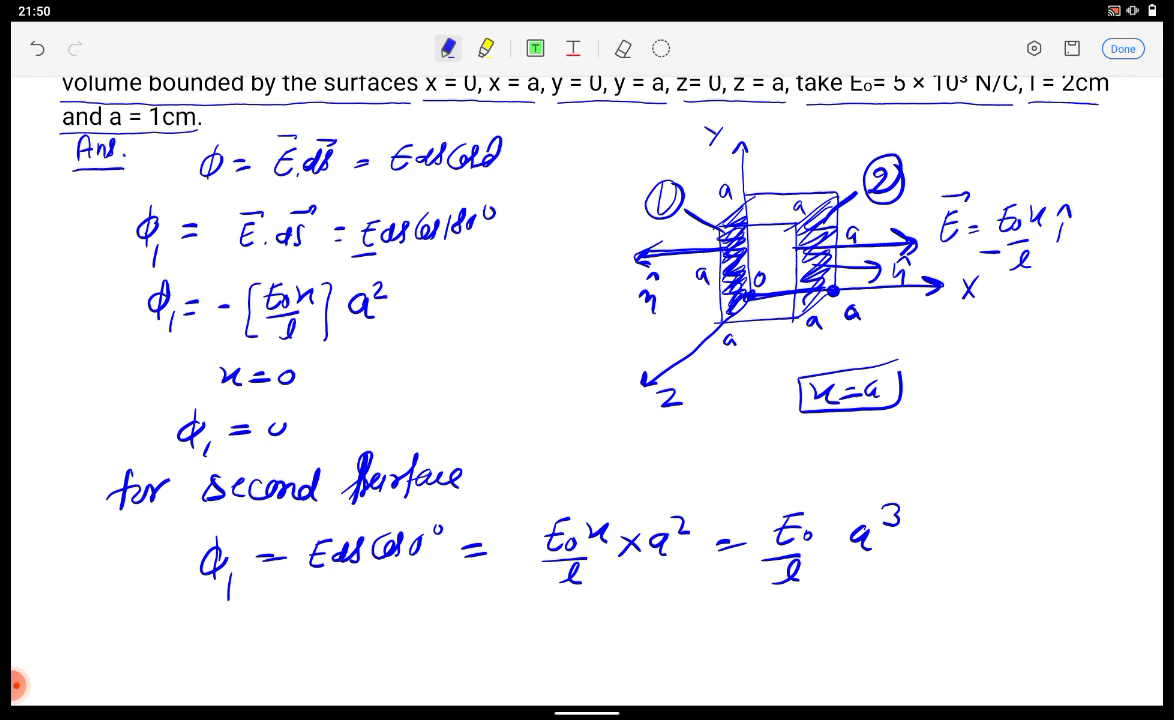 21:50
Done
volume bounded by the surfaces x = 0, x = a, y = 0, y = a, z= 0, z = a, take E₀= 5 × 10³ N/C, l = 2cm
and a = 1cm.
Ans.
ϕ = E⃗.ds⃗ = Eds Cosθ
ϕ₁ = E⃗.ds⃗ = Eds Cos180°
ϕ₁ = - [E₀x/l] a²
x = 0
ϕ₁ = 0
for second surface
ϕ₁ = Eds Cos0° = E₀x/l × a² = E₀/l a³
Y
①
②
a
a
a
a
E⃗ = E₀x/l î
n̂
n̂
0
X
a
a
a
Z
x=a
T
T